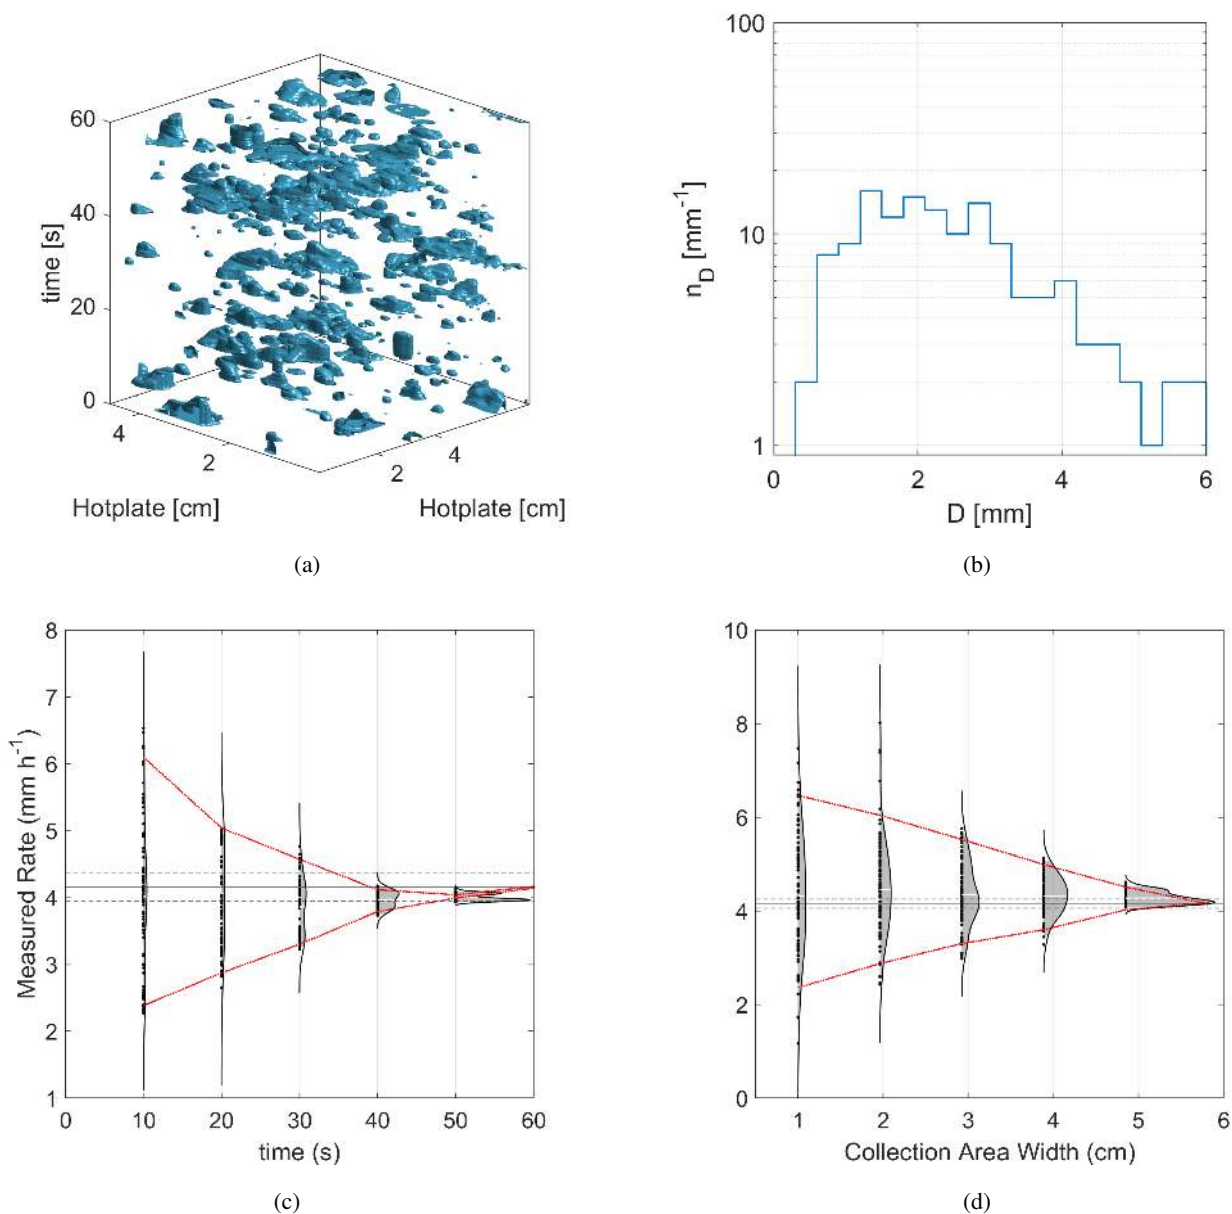 60
40
20
0
time [s]
4
2
2
4
Hotplate [cm]
Hotplate [cm]
(a)
100
10
1
n_D [mm⁻¹]
0
2
4
6
D [mm]
(b)
8
7
6
5
4
3
2
1
Measured Rate (mm h⁻¹)
0 10 20 30 40 50 60
time (s)
(c)
10
8
6
4
2
0
1 2 3 4 5 6
Collection Area Width (cm)
(d)